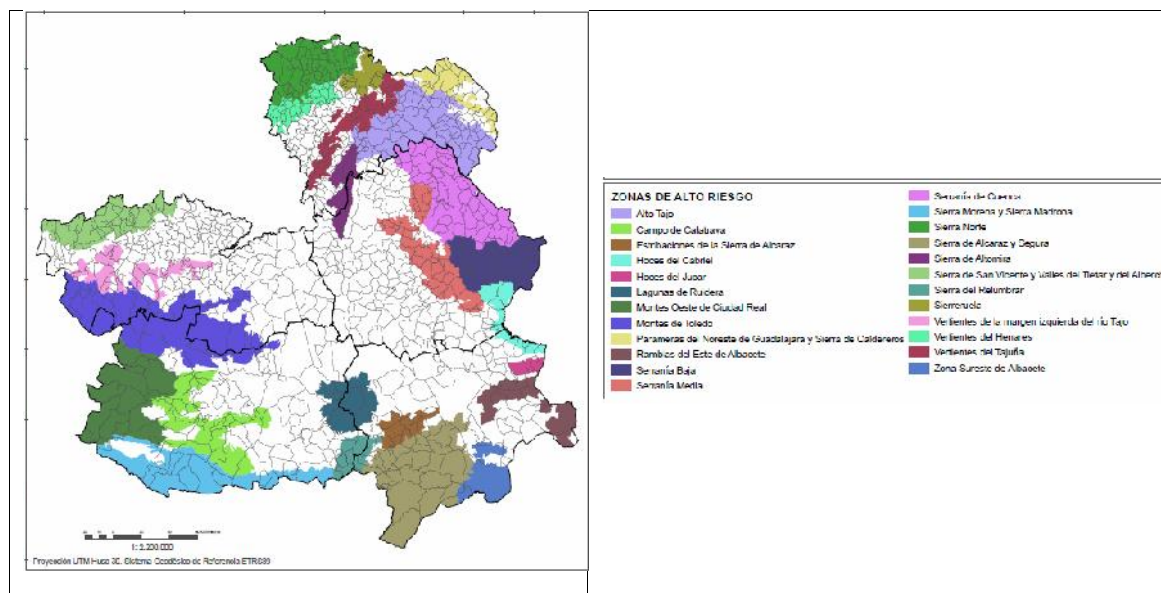 ZONAS DE ALTO RIESGO
Alto Tajo
Campo de Calatrava
Estribaciones de la Sierra de Alcaraz
Hoces del Cabriel
Hoces del Jucar
Lagunas de Ruidera
Montes Oeste de Ciudad Real
Montes de Toledo
Parameras del Noreste de Guadalajara y Sierra de Caldereros
Ramblas del Este de Albacete
Serranía Baja
Serranía Media
Serranía de Cuenca
Sierra Morena y Sierra Madrona
Sierra Norte
Sierra de Alcaraz y Segura
Sierra de Altomira
Sierra de San Vicente y Valles del Tietar y del Alberche
Sierra del Relumbrar
Sierrezuela
Vertientes de la margen izquierda del río Tajo
Vertientes del Henares
Vertientes del Tajuña
Zona Sureste de Albacete
Proyección UTM Huso 30. Sistema Geodésico de Referencia ETRS89